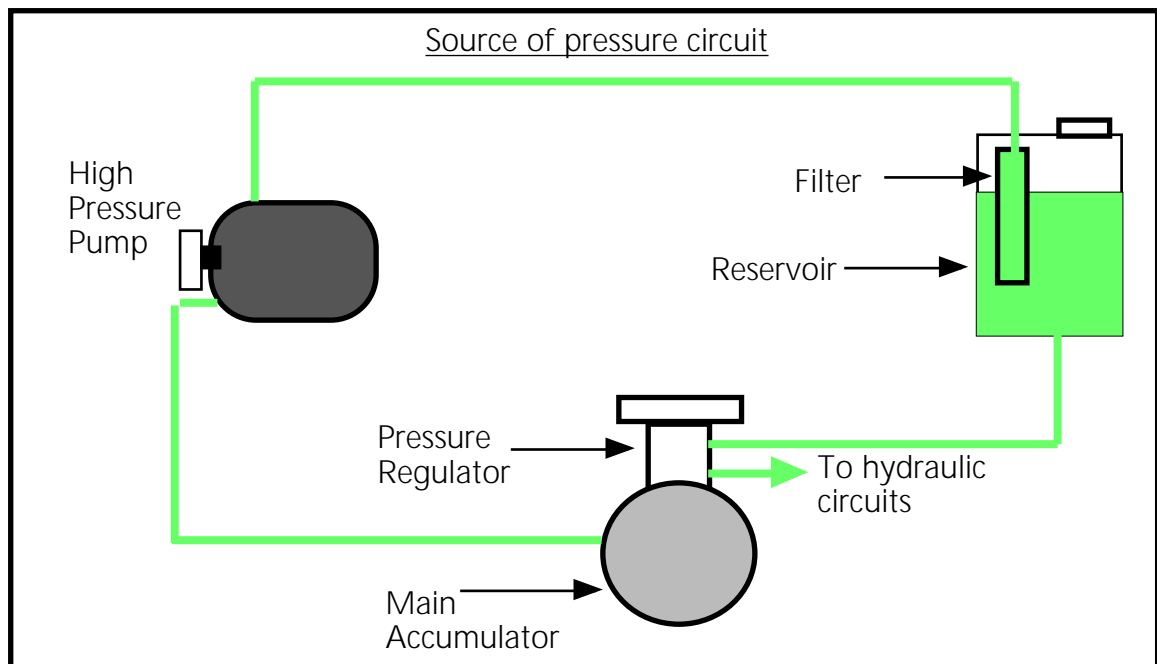 Source of pressure circuit
High
Pressure
Pump
Filter
Reservoir
Pressure
Regulator
To hydraulic
circuits
Main
Accumulator